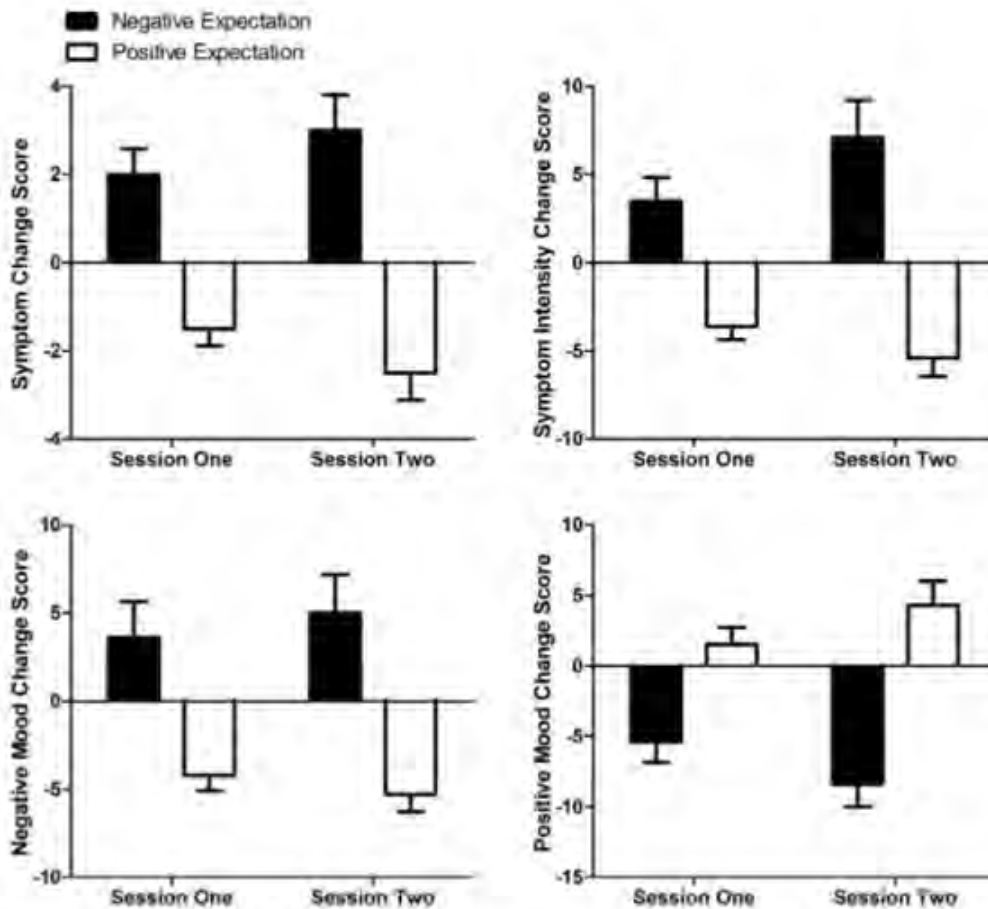 Negative Expectation
Positive Expectation
Symptom Change Score
4
2
0
-2
-4
Session One
Session Two
Symptom Intensity Change Score
10
5
0
-5
-10
Session One
Session Two
Negative Mood Change Score
10
5
0
-5
-10
Session One
Session Two
Positive Mood Change Score
10
5
0
-5
-10
-15
Session One
Session Two